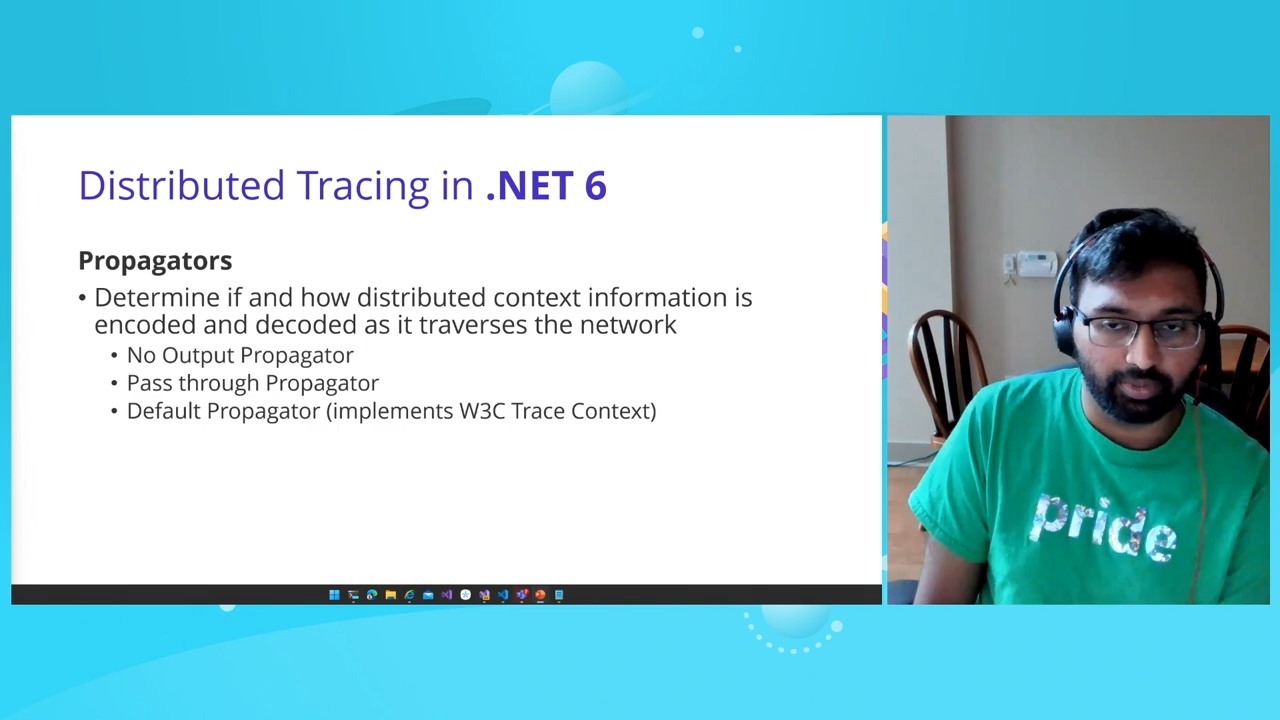 Distributed Tracing in .NET 6
Propagators
• Determine if and how distributed context information is
encoded and decoded as it traverses the network
• No Output Propagator
• Pass through Propagator
• Default Propagator (implements W3C Trace Context)
pride